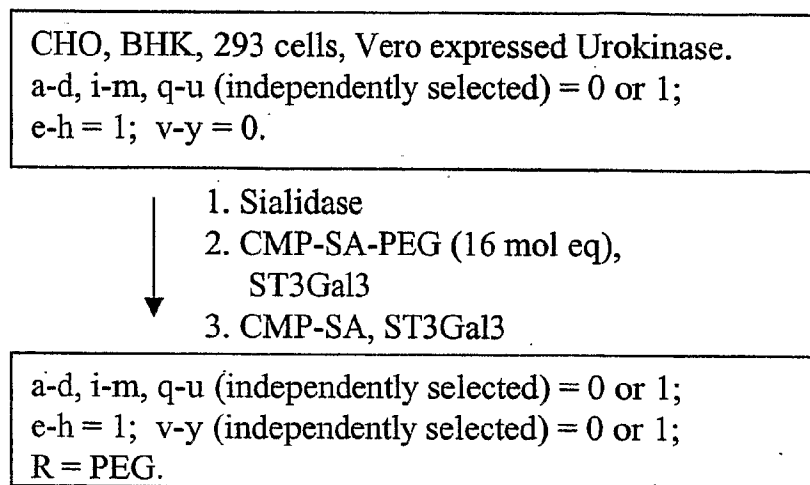 CHO, BHK, 293 cells, Vero expressed Urokinase.
a-d, i-m, q-u (independently selected) = 0 or 1;
e-h = 1; v-y = 0.
1. Sialidase
2. CMP-SA-PEG (16 mol eq),
ST3Gal3
3. CMP-SA, ST3Gal3
a-d, i-m, q-u (independently selected) = 0 or 1;
e-h = 1; v-y (independently selected) = 0 or 1;
R = PEG.